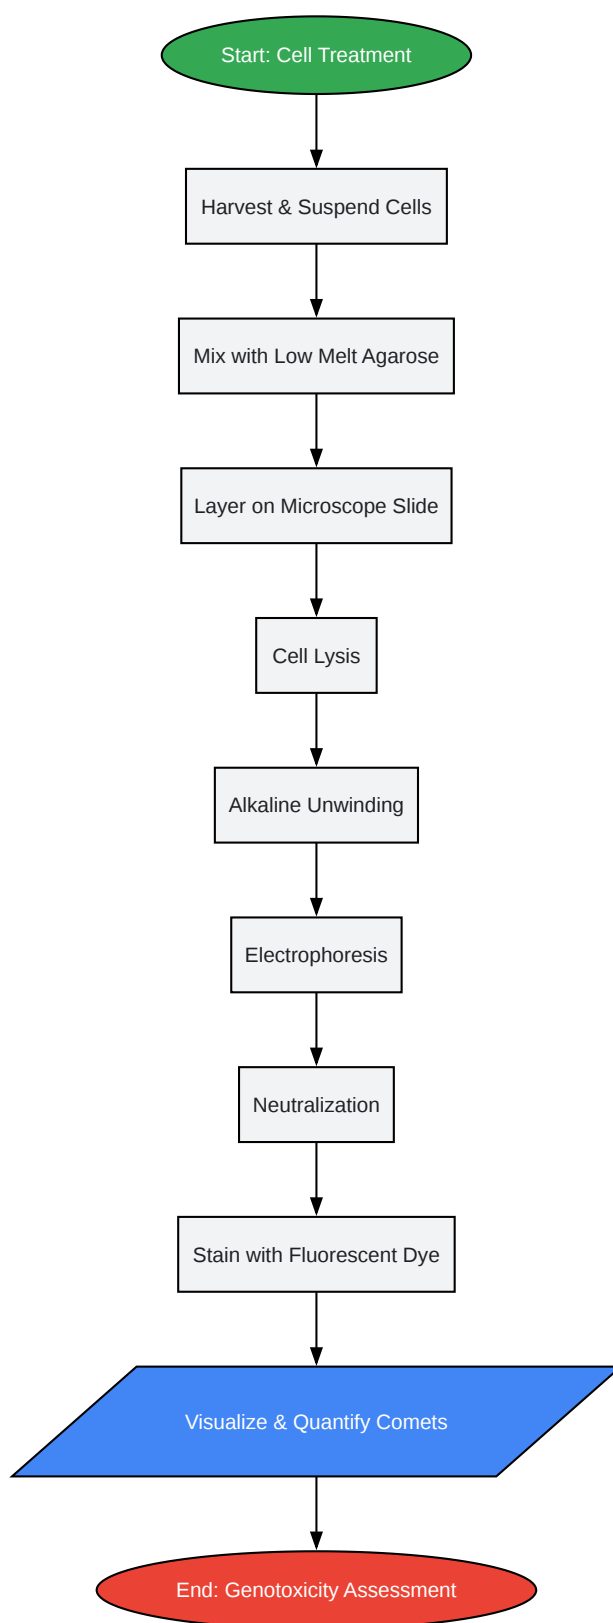 Start: Cell Treatment
Harvest & Suspend Cells
Mix with Low Melt Agarose
Layer on Microscope Slide
Cell Lysis
Alkaline Unwinding
Electrophoresis
Neutralization
Stain with Fluorescent Dye
Visualize & Quantify Comets
End: Genotoxicity Assessment